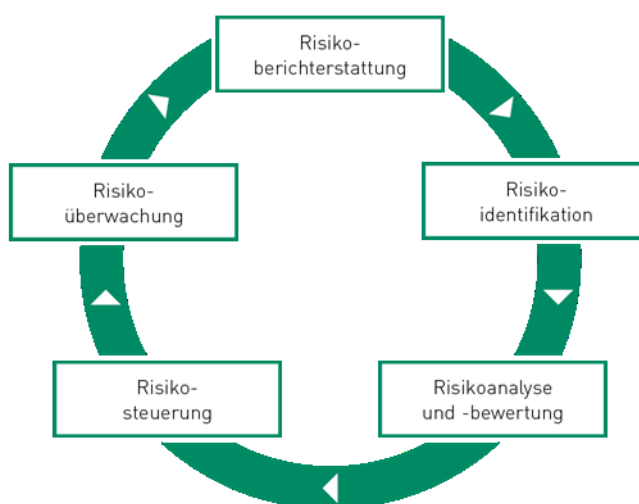 Risiko-
berichterstattung
Risiko-
überwachung
Risiko-
identifikation
Risiko-
steuerung
Risikoanalyse
und -bewertung